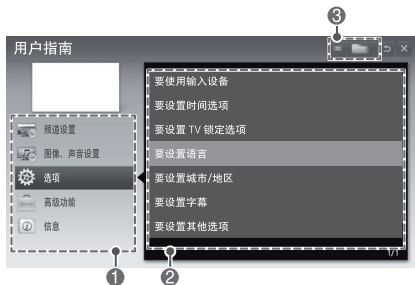 ❸
用户指南
要使用输入设备
要设置时间选项
频道设置
要设置 TV 锁定选项
图像、声音设置
要设置语言
选项
要设置城市/地区
高级功能
要设置字幕
信息
要设置其他选项
1/1
❶
❷